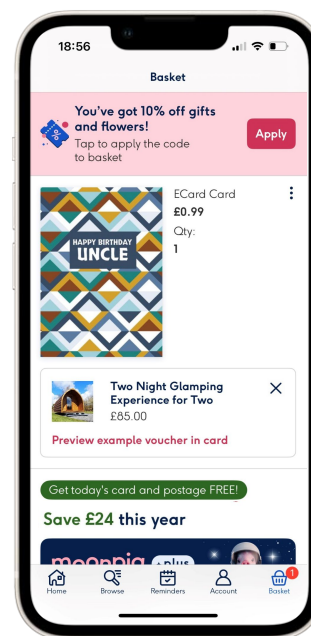 18:56
Basket
You've got 10% off gifts
and flowers!
Tap to apply the code
to basket
Apply
%
ECard Card
£0.99
Qty:
1
HAPPY BIRTHDAY
UNCLE
Two Night Glamping
Experience for Two
£85.00
Preview example voucher in card
Get today's card and postage FREE!
Save £24 this year
moonpig +plus
Home
Browse
Reminders
Account
1
Basket